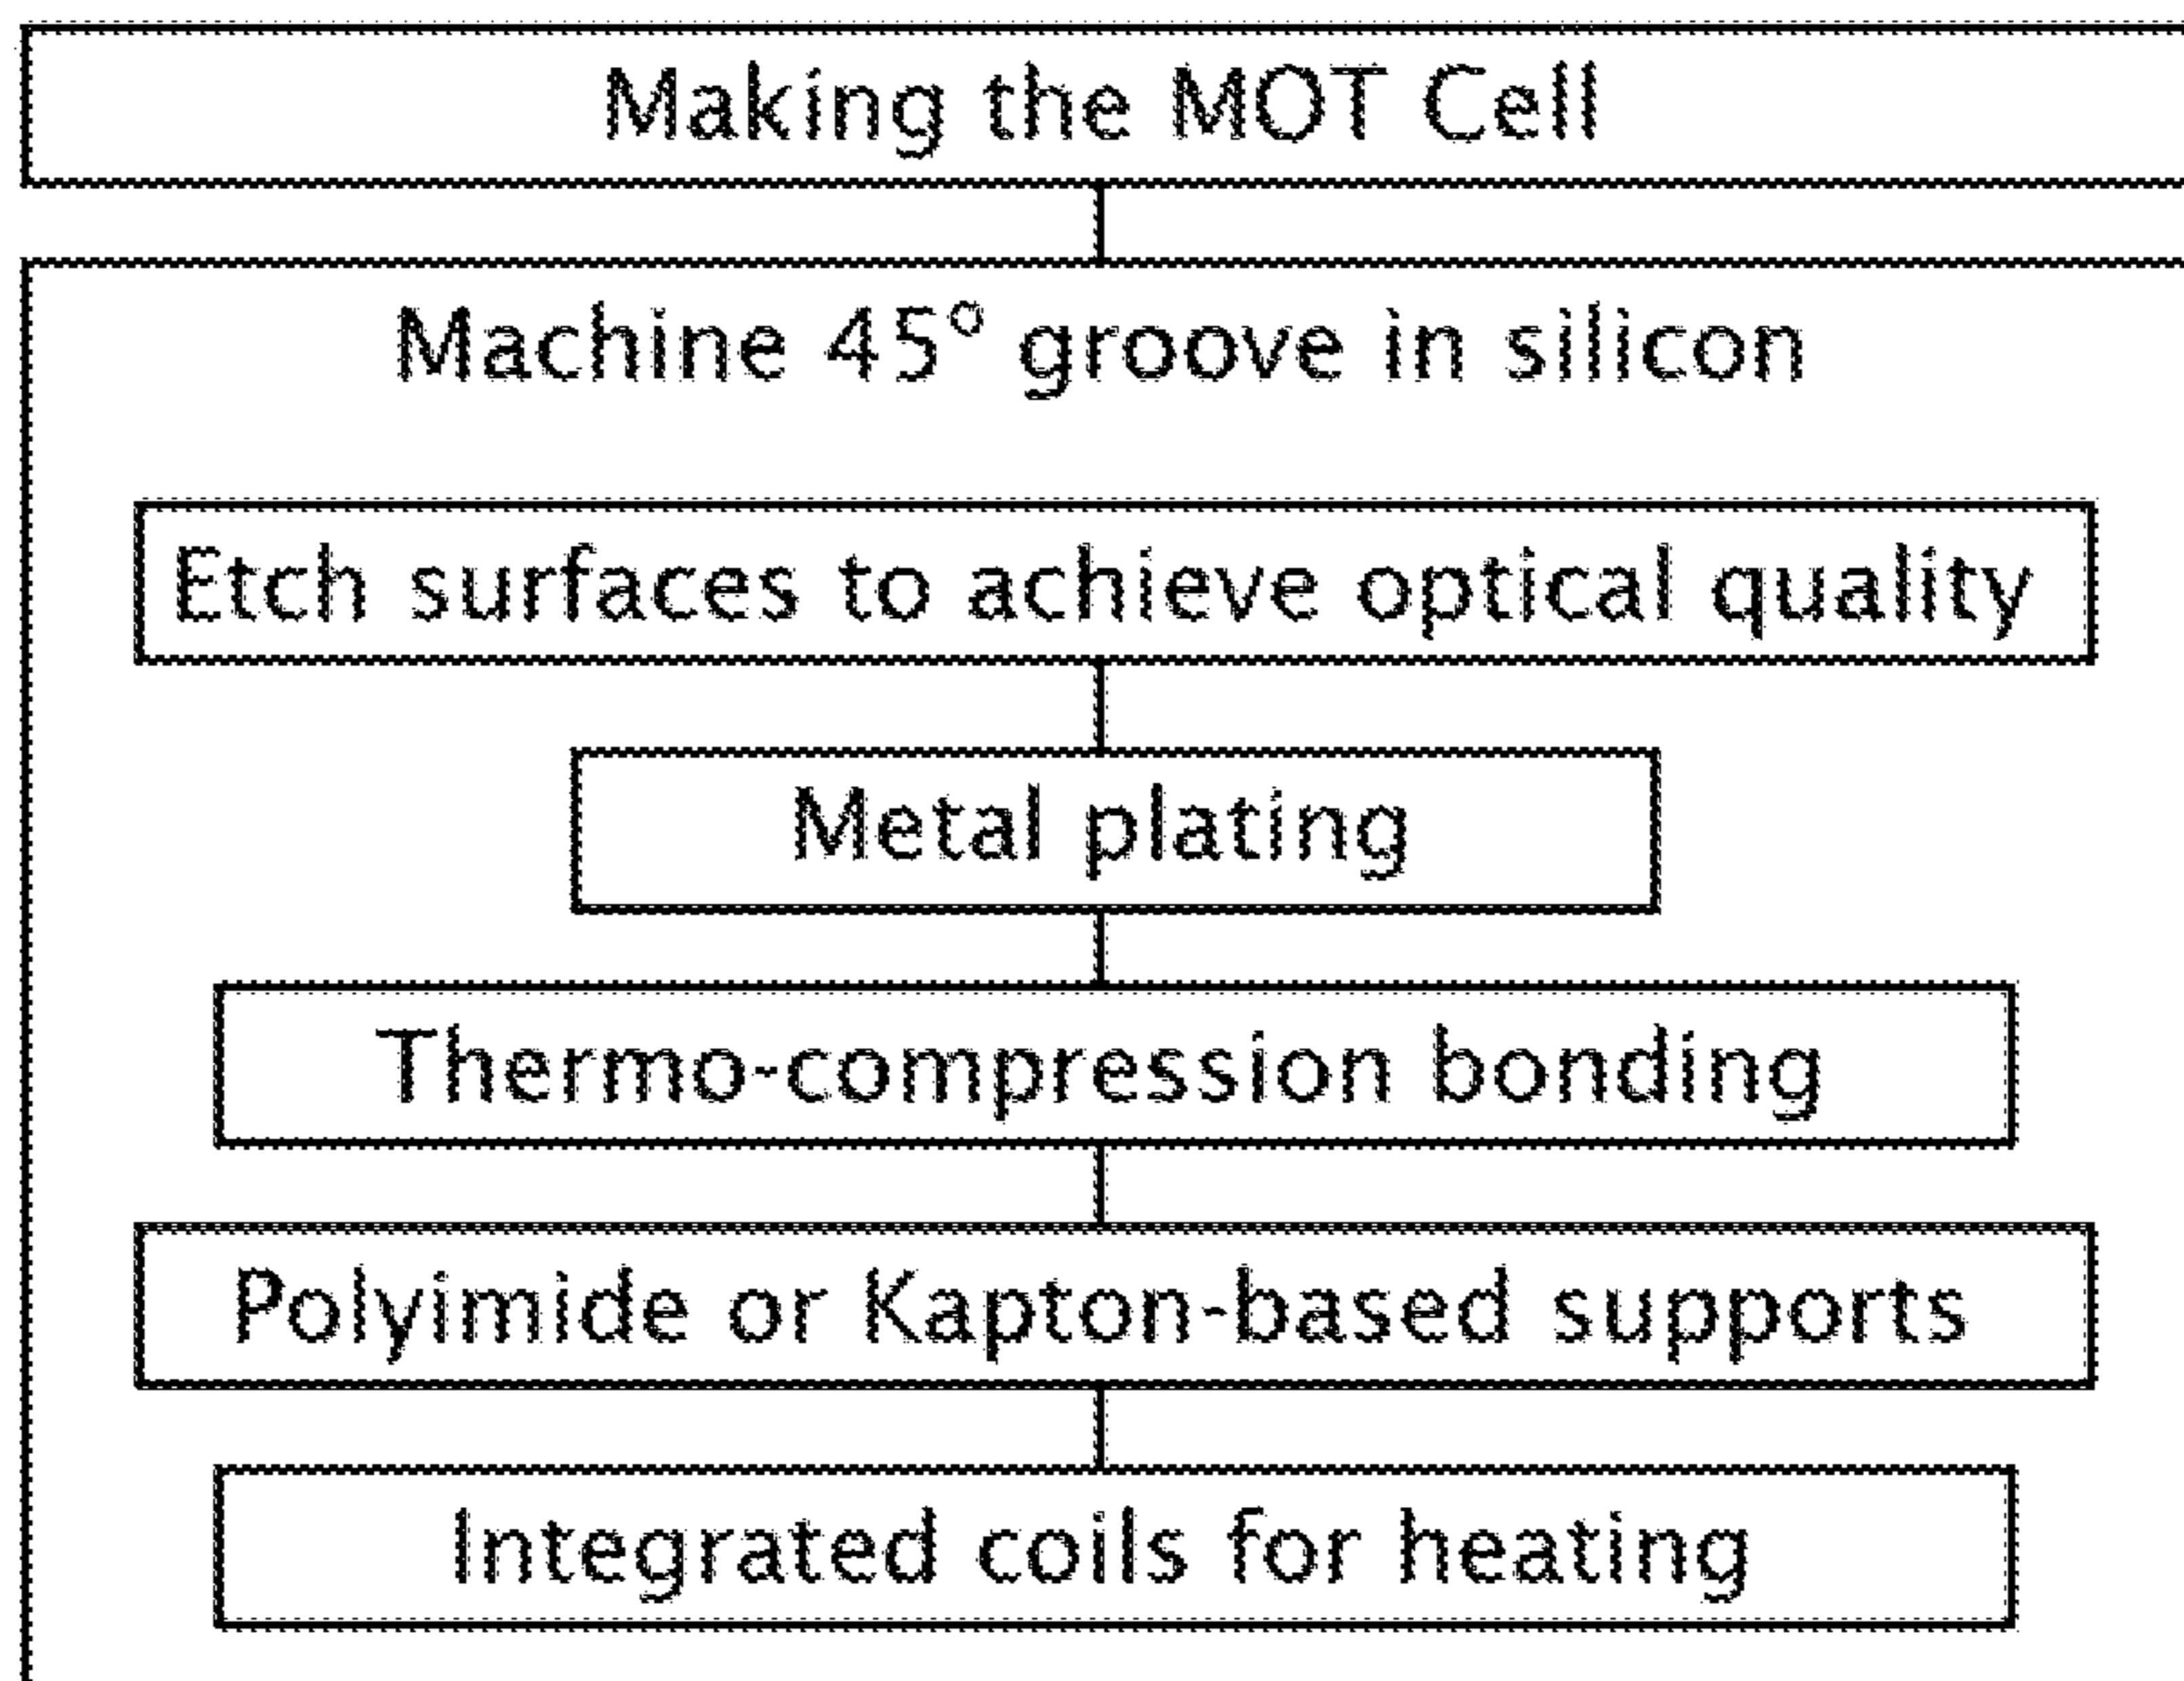 Making the MOT Cell
Machine 45° groove in silicon
Etch surfaces to achieve optical quality
Metal plating
Thermo-compression bonding
Polyimide or Kapton-based supports
Integrated coils for heating